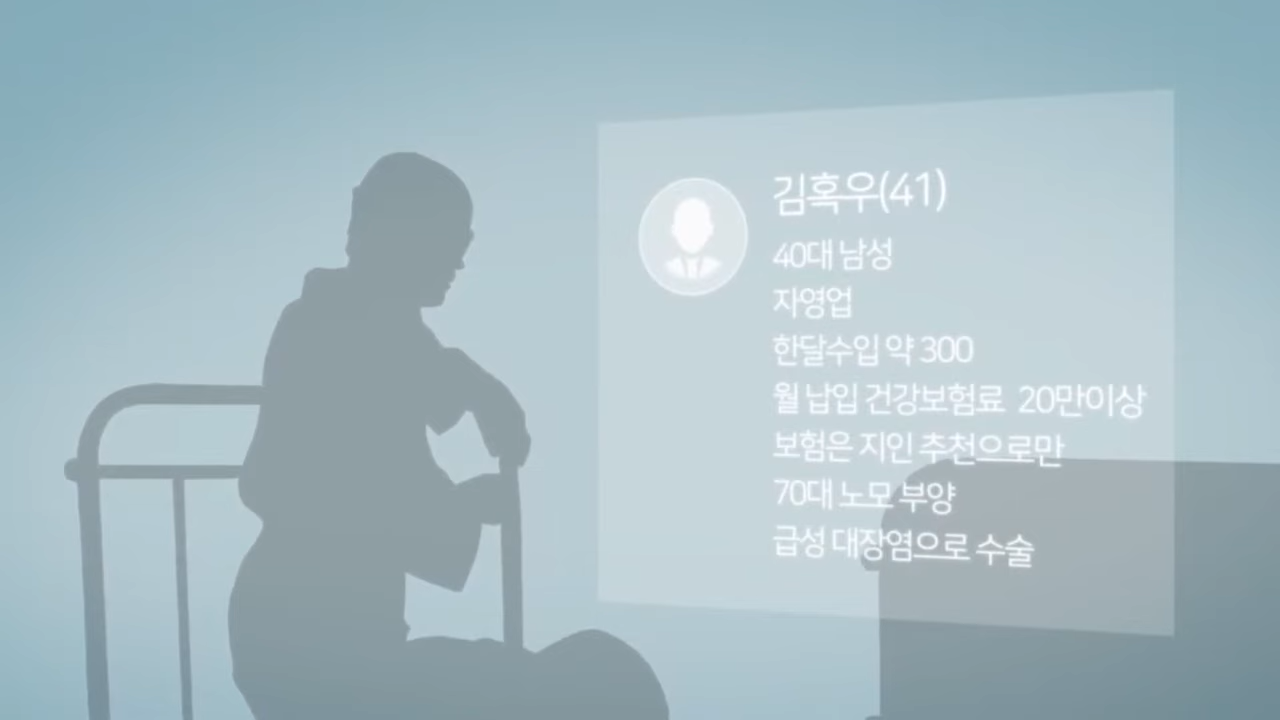 김혹우(41)
40대 남성
자영업
한달수입 약 300
월 납입 건강보험료 20만이상
보험은 지인 추천으로만
70대 노모 부양
급성 대장염으로 수술